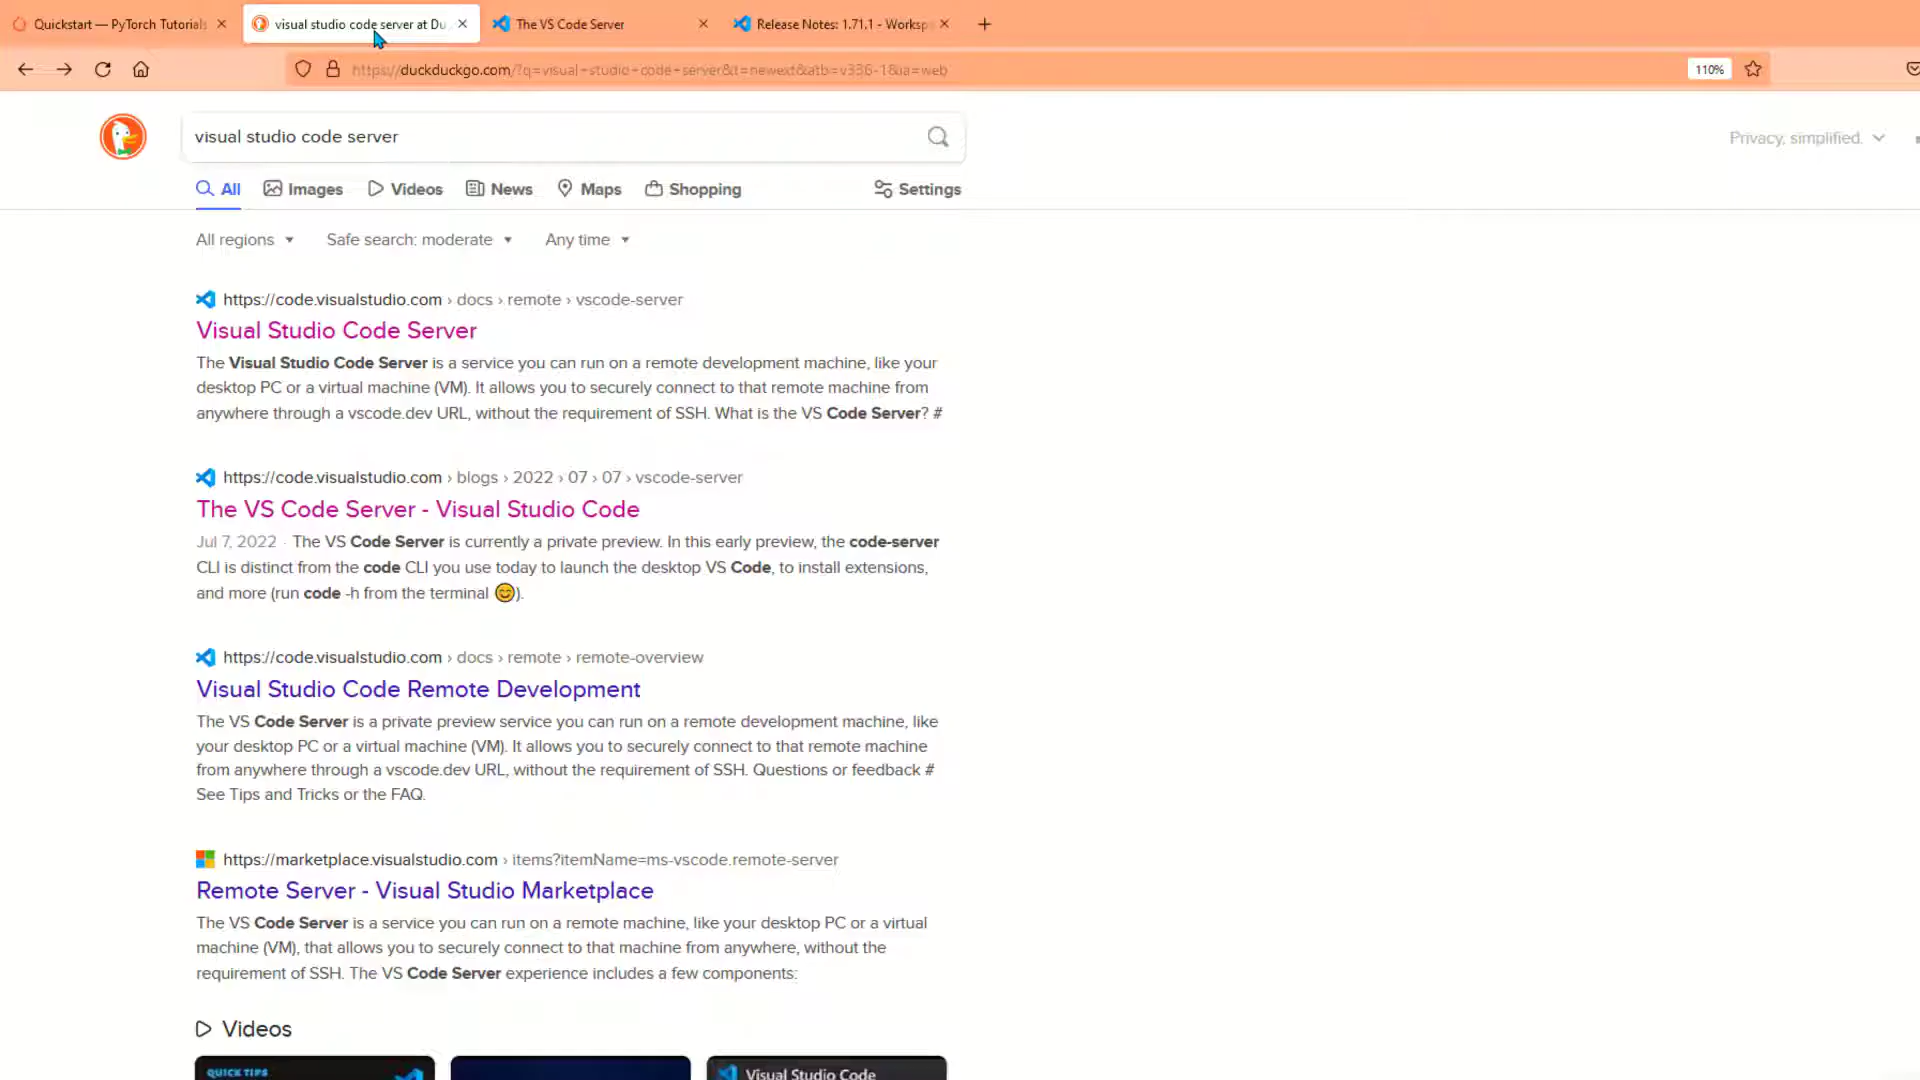 Quickstart — PyTorch Tutorials
visual studio code server at Du
The VS Code Server
Release Notes: 1.71.1 - Worksp
https://duckduckgo.com/?q=visual+studio+code+server&t=newext&atb=v336-1&ia=web
110%
visual studio code server
Privacy, simplified.
All
Images
Videos
News
Maps
Shopping
Settings
All regions
Safe search: moderate
Any time
https://code.visualstudio.com › docs › remote › vscode-server
Visual Studio Code Server
The Visual Studio Code Server is a service you can run on a remote development machine, like your
desktop PC or a virtual machine (VM). It allows you to securely connect to that remote machine from
anywhere through a vscode.dev URL, without the requirement of SSH. What is the VS Code Server? #
https://code.visualstudio.com › blogs › 2022 › 07 › 07 › vscode-server
The VS Code Server - Visual Studio Code
Jul 7, 2022 · The VS Code Server is currently a private preview. In this early preview, the code-server
CLI is distinct from the code CLI you use today to launch the desktop VS Code, to install extensions,
and more (run code -h from the terminal 😊).
https://code.visualstudio.com › docs › remote › remote-overview
Visual Studio Code Remote Development
The VS Code Server is a private preview service you can run on a remote development machine, like
your desktop PC or a virtual machine (VM). It allows you to securely connect to that remote machine
from anywhere through a vscode.dev URL, without the requirement of SSH. Questions or feedback #
See Tips and Tricks or the FAQ.
https://marketplace.visualstudio.com › items?itemName=ms-vscode.remote-server
Remote Server - Visual Studio Marketplace
The VS Code Server is a service you can run on a remote machine, like your desktop PC or a virtual
machine (VM), that allows you to securely connect to that machine from anywhere, without the
requirement of SSH. The VS Code Server experience includes a few components:
Videos
QUICK TIPS
Visual Studio Code